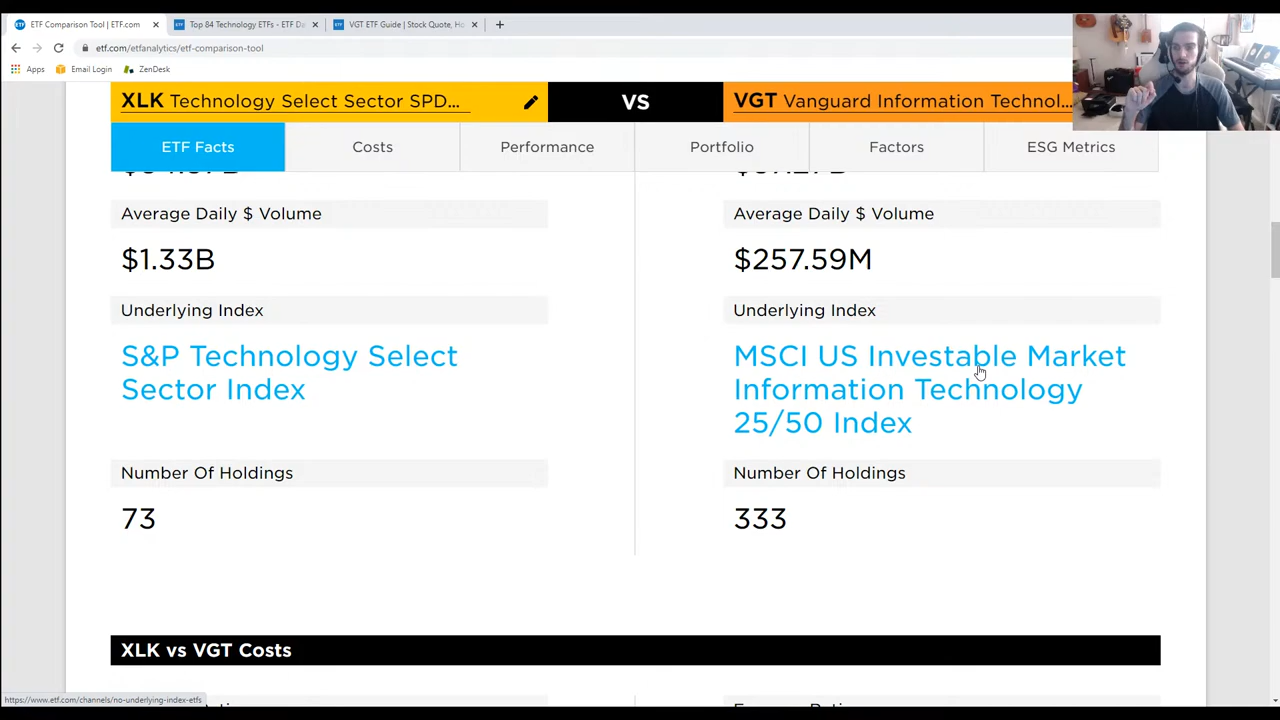 ETF Comparison Tool | ETF.com
Top 84 Technology ETFs - ETF Da
VGT ETF Guide | Stock Quote, Ho
etf.com/etfanalytics/etf-comparison-tool
Apps Email Login ZenDesk
XLK Technology Select Sector SPD...
VS
VGT Vanguard Information Technol...
ETF Facts Costs Performance Portfolio Factors ESG Metrics
Average Daily $ Volume
$1.33B
Underlying Index
S&P Technology Select
Sector Index
Number Of Holdings
73
Average Daily $ Volume
$257.59M
Underlying Index
MSCI US Investable Market
Information Technology
25/50 Index
Number Of Holdings
333
XLK vs VGT Costs
https://www.etf.com/channels/no-underlying-index-etfs